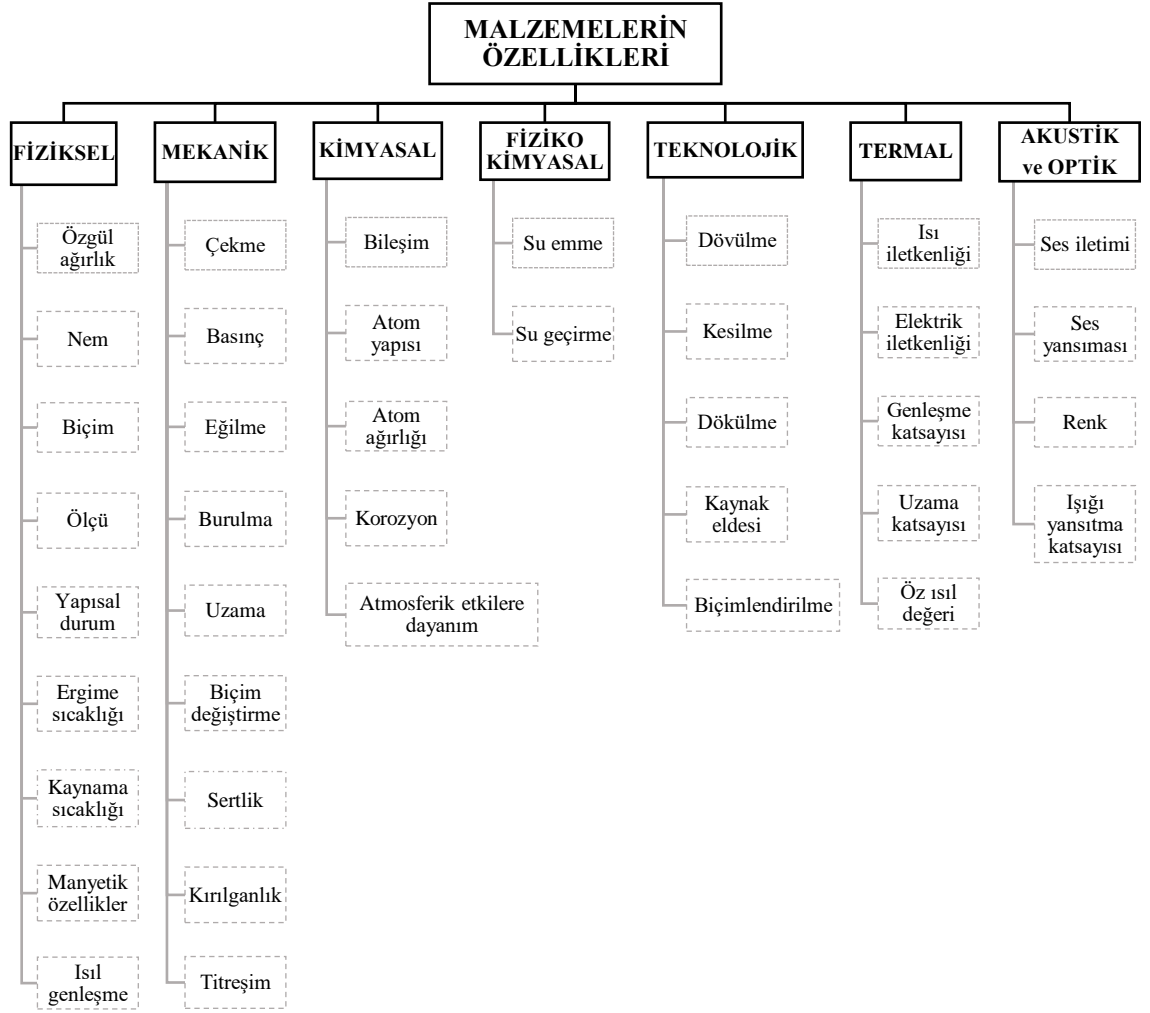 MALZEMELERİN
ÖZELLİKLERİ
FİZİKSEL
Özgül
ağırlık
Nem
Biçim
Ölçü
Yapısal
durum
Ergime
sıcaklığı
Kaynama
sıcaklığı
Manyetik
özellikler
Isıl
genleşme
MEKANİK
Çekme
Basınç
Eğilme
Burulma
Uzama
Biçim
değiştirme
Sertlik
Kırılganlık
Titreşim
KİMYASAL
Bileşim
Atom
yapısı
Atom
ağırlığı
Korozyon
Atmosferik etkilere
dayanım
FİZİKO
KİMYASAL
Su emme
Su geçirme
TEKNOLOJİK
Dövülme
Kesilme
Dökülme
Kaynak
eldesi
Biçimlendirilme
TERMAL
Isı
iletkenliği
Elektrik
iletkenliği
Genleşme
katsayısı
Uzama
katsayısı
Öz ısıl
değeri
AKUSTİK
ve OPTİK
Ses iletimi
Ses
yansıması
Renk
Işığı
yansıtma
katsayısı